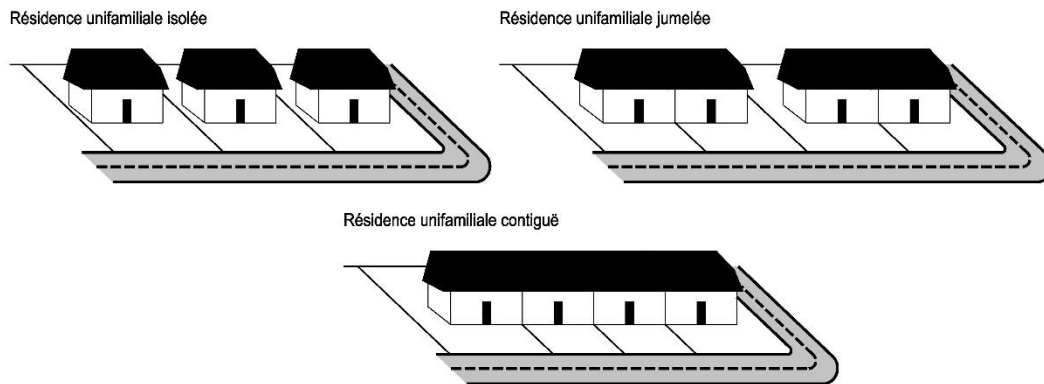 Résidence unifamiliale isolée
Résidence unifamiliale jumelée
Résidence unifamiliale contiguë